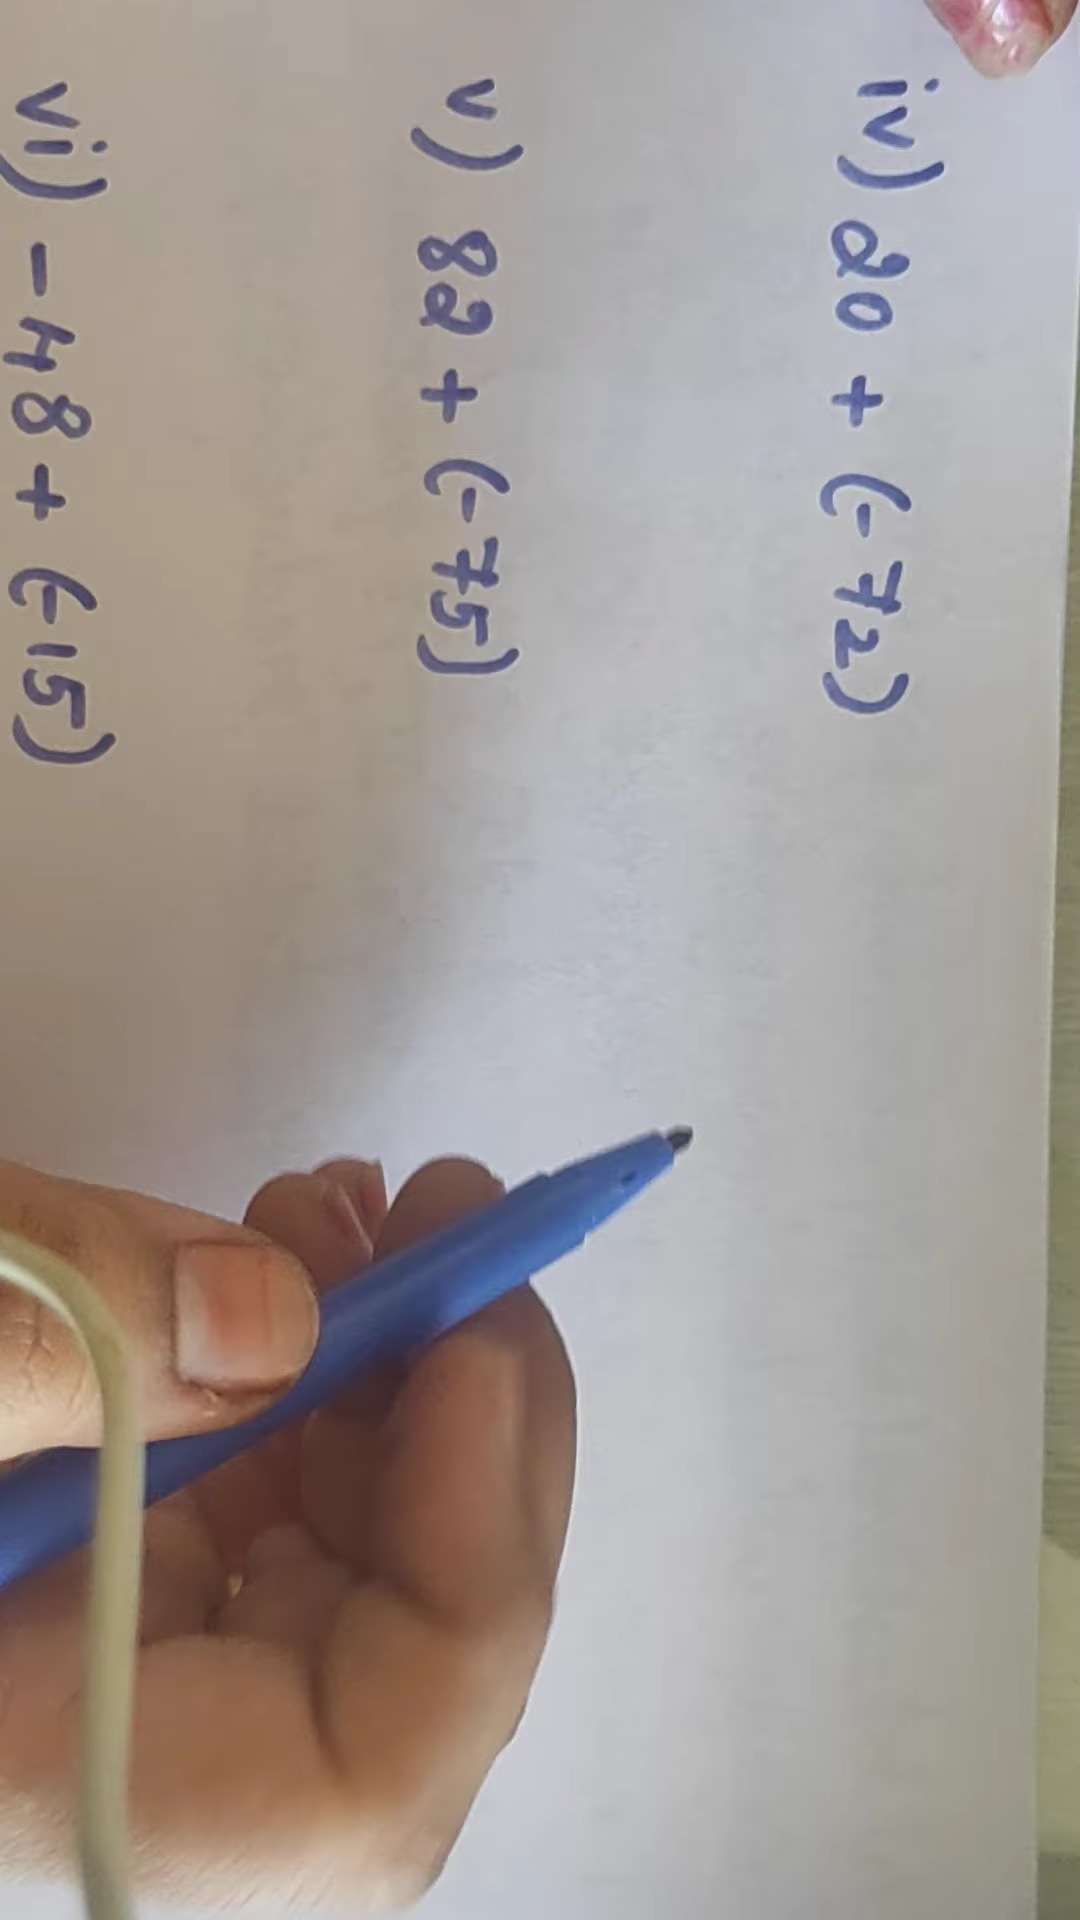 iv) 20 + (-72)
v) 82 + (-75)
vi) -48 + (-15)